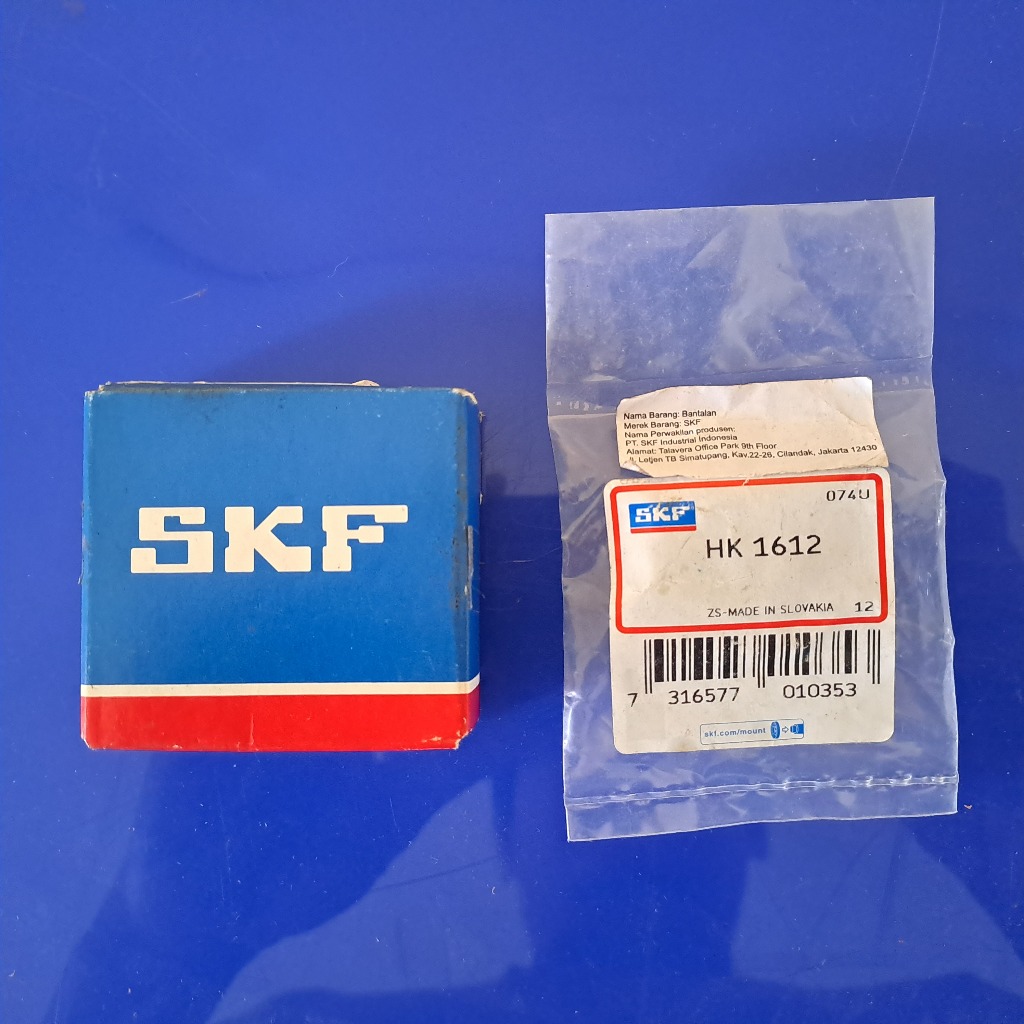 SKF
Nama Barang: Bantalan
Merek Barang: SKF
Nama Perwakilan produsen:
PT. SKF Industrial Indonesia
Alamat: Talavera Office Park 9th Floor
Jl. Letjen TB Simatupang, Kav.22-26, Cilandak, Jakarta 12430
074U
SKF
HK 1612
ZS-MADE IN SLOVAKIA 12
7 316577 010353
skf.com/mount